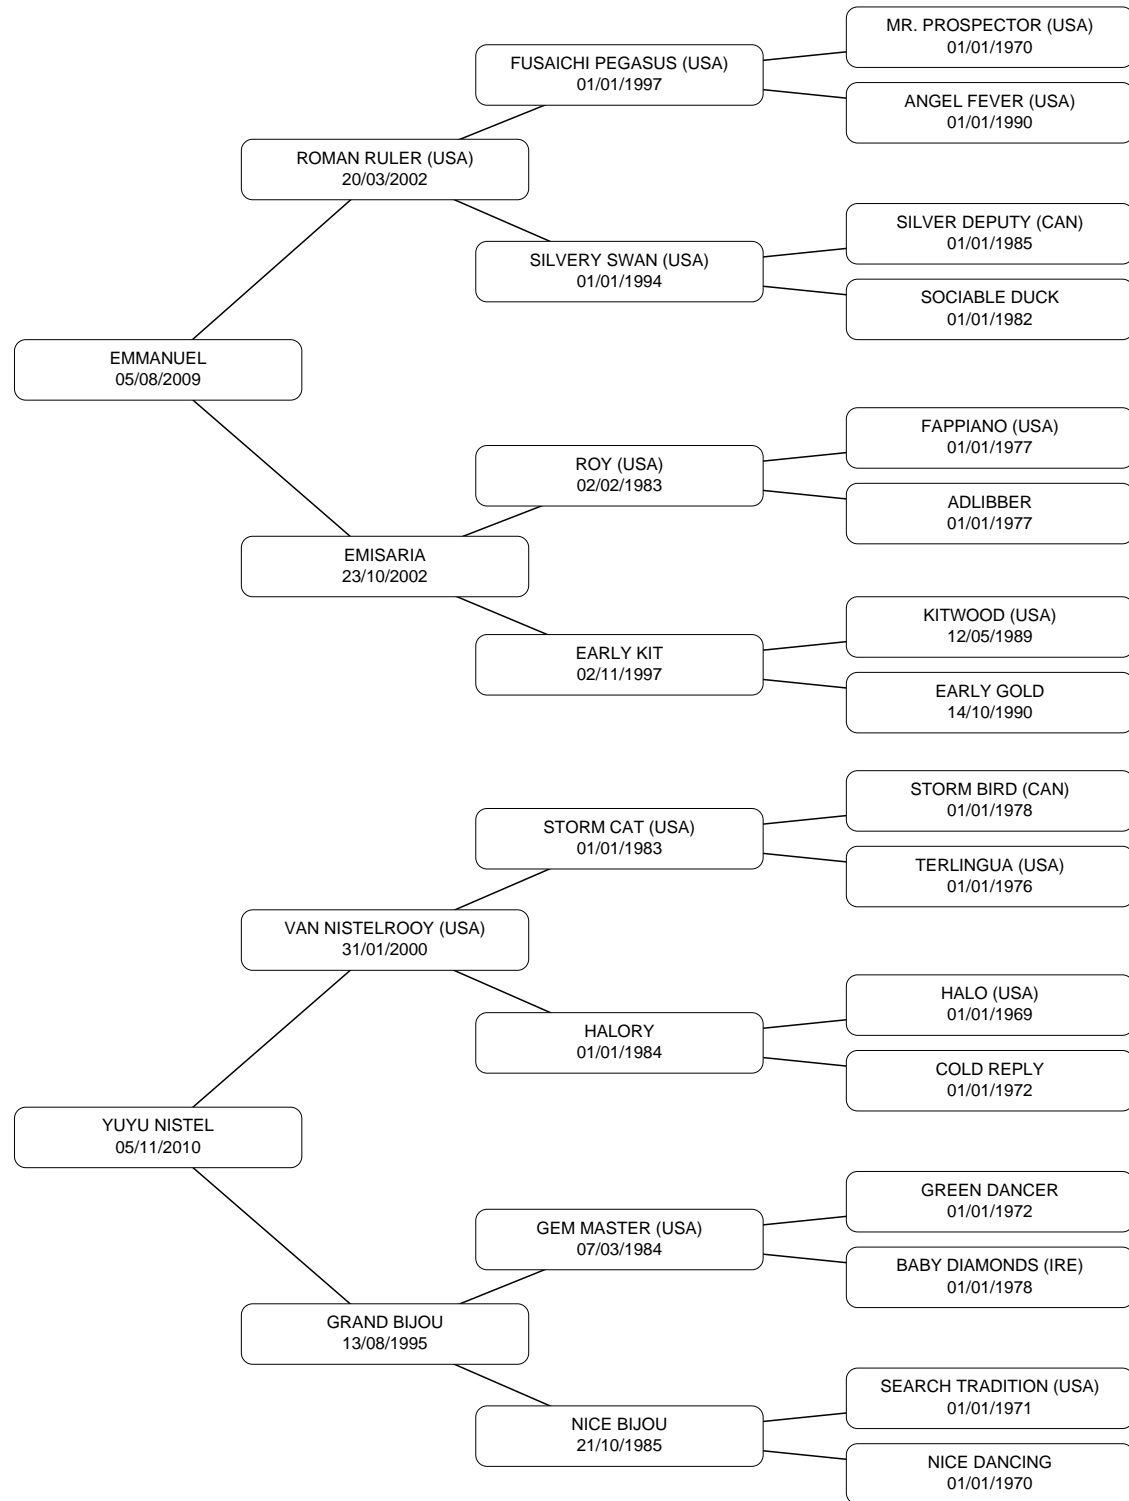 MR. PROSPECTOR (USA)
01/01/1970
FUSAICHI PEGASUS (USA)
01/01/1997
ANGEL FEVER (USA)
01/01/1990
ROMAN RULER (USA)
20/03/2002
SILVER DEPUTY (CAN)
01/01/1985
SILVERY SWAN (USA)
01/01/1994
SOCIABLE DUCK
01/01/1982
EMMANUEL
05/08/2009
FAPPIANO (USA)
01/01/1977
ROY (USA)
02/02/1983
ADLIBBER
01/01/1977
EMISARIA
23/10/2002
KITWOOD (USA)
12/05/1989
EARLY KIT
02/11/1997
EARLY GOLD
14/10/1990
STORM BIRD (CAN)
01/01/1978
STORM CAT (USA)
01/01/1983
TERLINGUA (USA)
01/01/1976
VAN NISTELROOY (USA)
31/01/2000
HALO (USA)
01/01/1969
HALORY
01/01/1984
COLD REPLY
01/01/1972
YUYU NISTEL
05/11/2010
GREEN DANCER
01/01/1972
GEM MASTER (USA)
07/03/1984
BABY DIAMONDS (IRE)
01/01/1978
GRAND BIJOU
13/08/1995
SEARCH TRADITION (USA)
01/01/1971
NICE BIJOU
21/10/1985
NICE DANCING
01/01/1970